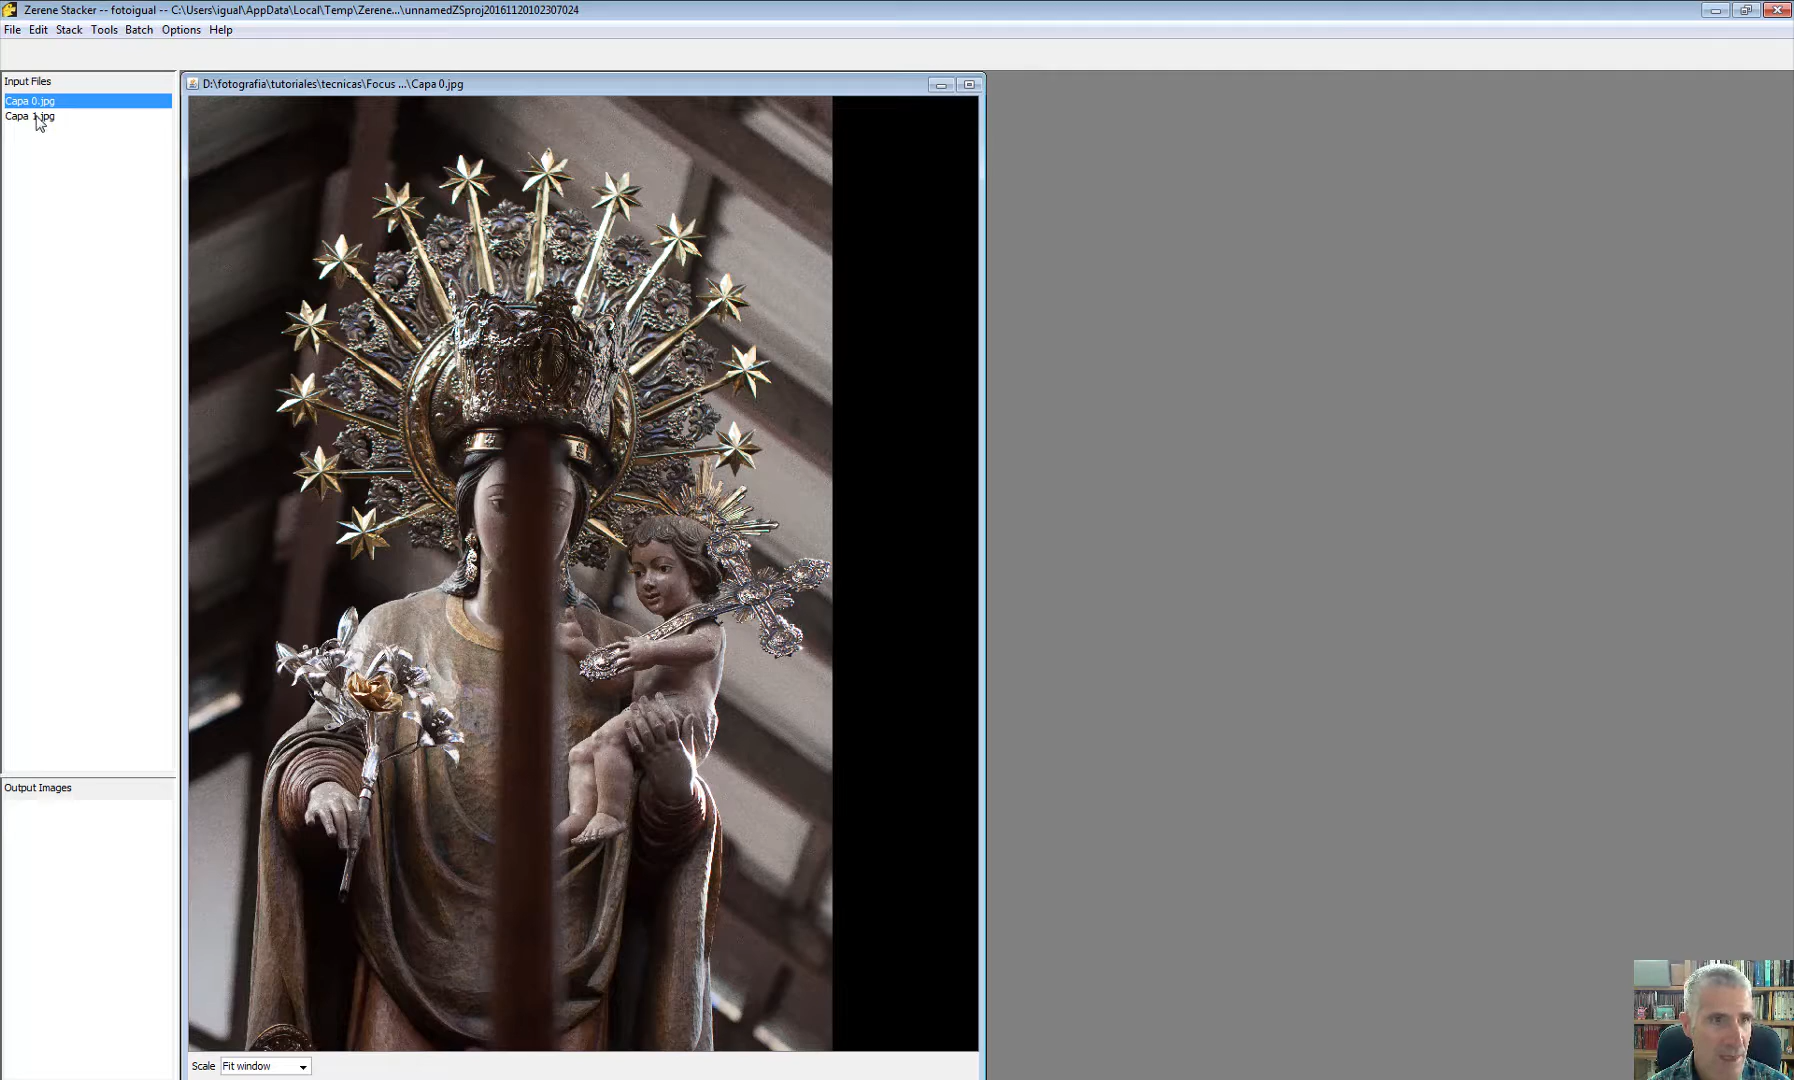 Zerene Stacker -- fotoigual -- C:\Users\igual\AppData\Local\Temp\Zerene...\unnamedZSproj20161120102307024
File Edit Stack Tools Batch Options Help
Input Files
Capa 0.jpg
Capa 1.jpg
D:\fotografia\tutoriales\tecnicas\Focus ...\Capa 0.jpg
Output Images
Scale Fit window